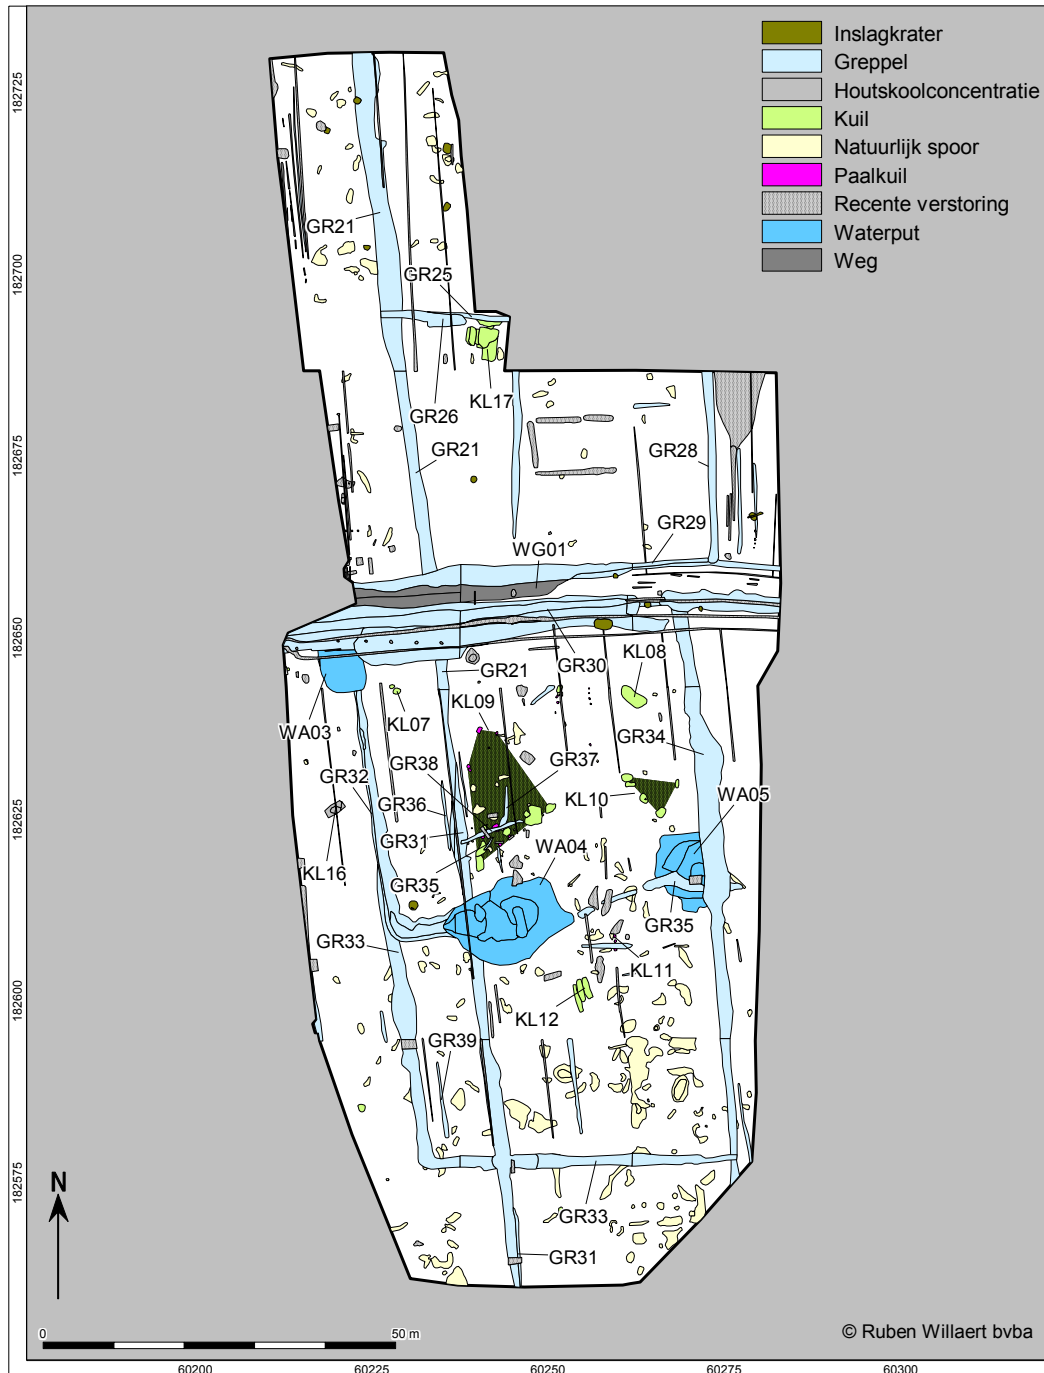 Inslagkrater
Greppel
Houtskoolconcentratie
Kuil
Natuurlijk spoor
Paalkuil
Recente verstoring
Waterput
Weg
182725
182700
182675
182650
182625
182600
182575
GR21
GR25
GR26
KL17
GR21
GR28
GR29
WG01
GR30
KL08
GR21
KL09
KL07
WA03
GR34
GR38
GR37
GR32
GR36
KL10
WA05
GR31
WA04
KL16
GR35
GR35
GR33
KL11
KL12
GR39
GR33
GR31
N
0
50 m
© Ruben Willaert bvba
60200
60225
60250
60275
60300